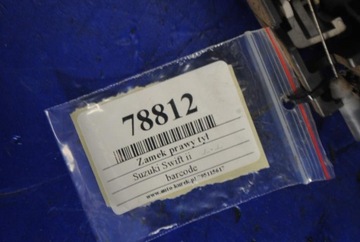 78812
Zamek prawy tył
Suzuki Swift ii
barcode